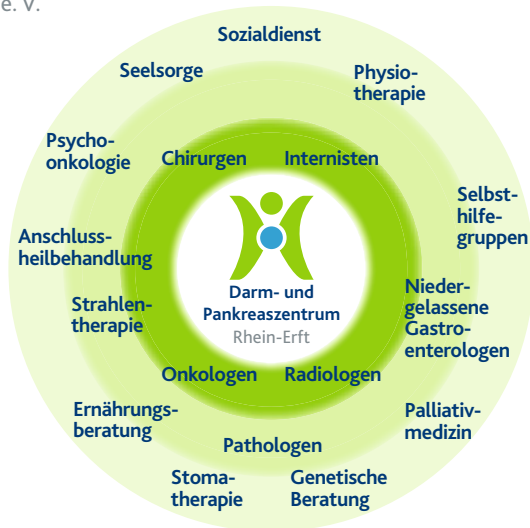 e. V.
Sozialdienst
Seelsorge
Physio-
therapie
Psycho-
onkologie
Chirurgen
Internisten
Selbst-
hilfe-
gruppen
Anschluss-
heilbehandlung
Darm- und
Pankreaszentrum
Rhein-Erft
Nieder-
gelassene
Gastro-
enterologen
Strahlen-
therapie
Onkologen
Radiologen
Ernährungs-
beratung
Palliativ-
medizin
Pathologen
Stoma-
therapie
Genetische
Beratung